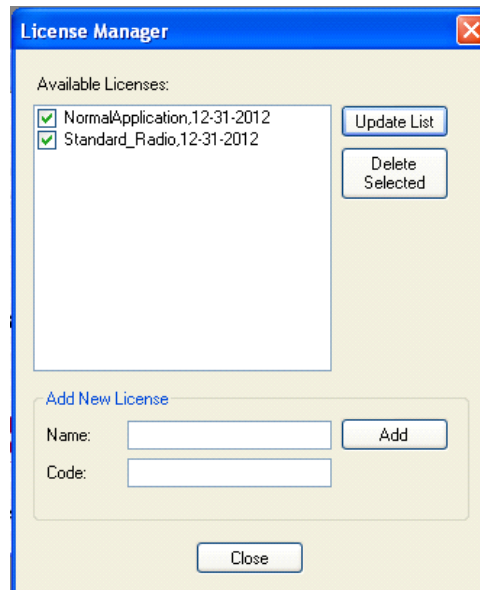 License Manager
Available Licenses:
NormalApplication,12-31-2012
Standard_Radio,12-31-2012
Update List
Delete
Selected
Add New License
Name:
Add
Code:
Close